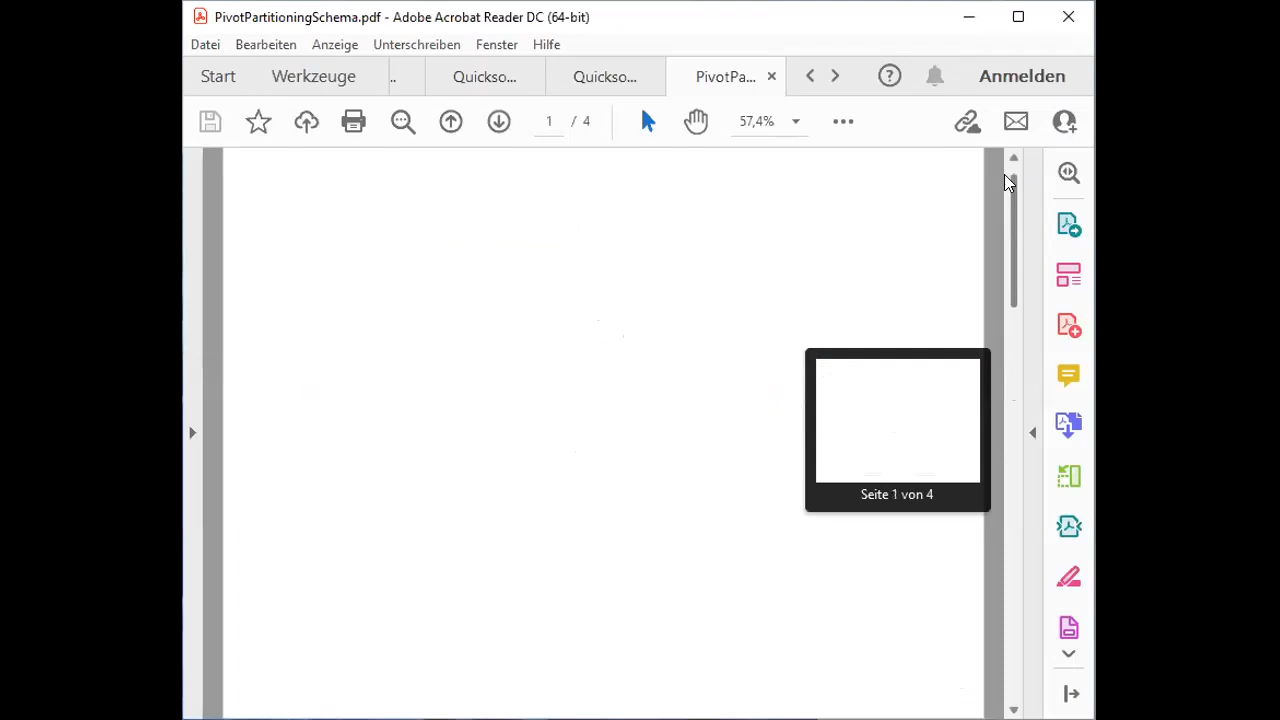 PivotPartitioningSchema.pdf - Adobe Acrobat Reader DC (64-bit)
Datei Bearbeiten Anzeige Unterschreiben Fenster Hilfe
Start Werkzeuge .. Quickso... Quickso... PivotPa... Anmelden
1 / 4 57,4%
Seite 1 von 4